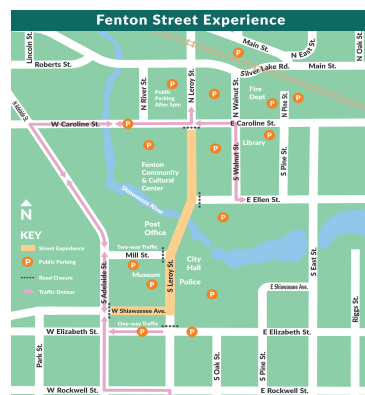 Fenton Street Experience
Lincoln St.
Main St.
N East St.
N Oak St.
Roberts St.
Silver Lake Rd.
Main St.
N River St.
N Leroy St.
N Walnut St.
Public
Parking
After 5pm
Fire
Dept
N Pine St.
N Adelaide St.
W Caroline St.
E Caroline St.
Library
S Walnut St.
S Pine St.
Fenton
Community
& Cultural
Center
Shiawassee River
E Ellen St.
N
Post
Office
KEY
Street Experience
Public Parking
Road Closure
Traffic Detour
Two-way Traffic
Mill St.
Museum
S Adelaide St.
S Leroy St.
City
Hall
Police
S East St.
E Shiawassee Ave.
W Shiawassee Ave.
One-way Traffic
Riggs St.
W Elizabeth St.
E Elizabeth St.
Park St.
S Oak St.
S Pine St.
W Rockwell St.
E Rockwell St.